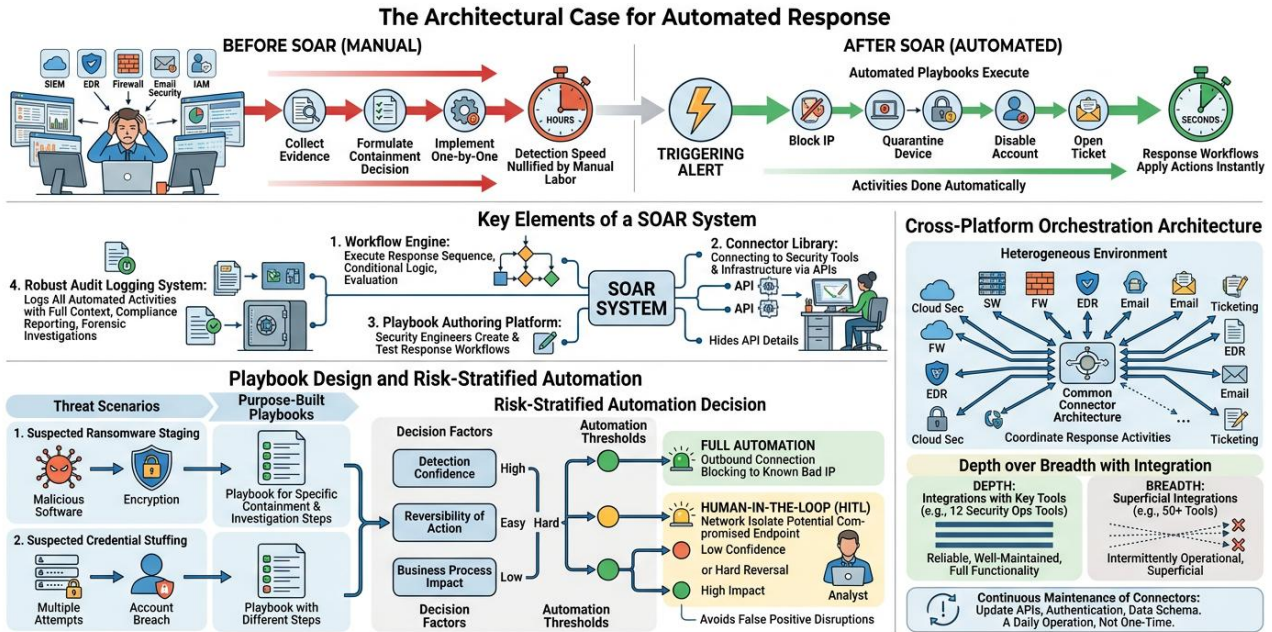 The Architectural Case for Automated Response
BEFORE SOAR (MANUAL)
SIEM
EDR
Firewall
Email
Security
IAM
Collect
Evidence
Formulate
Containment
Decision
Implement
One-by-One
HOURS
Detection Speed
Nullified by Manual
Labor
AFTER SOAR (AUTOMATED)
Automated Playbooks Execute
TRIGGERING
ALERT
Block IP
Quarantine
Device
Disable
Account
Open
Ticket
SECONDS
Response Workflows
Apply Actions Instantly
Activities Done Automatically
Key Elements of a SOAR System
1. Workflow Engine:
Execute Response Sequence,
Conditional Logic,
Evaluation
2. Connector Library:
Connecting to Security Tools
& Infrastructure via APIs
API
API
Hides API Details
SOAR
SYSTEM
3. Playbook Authoring Platform:
Security Engineers Create &
Test Response Workflows
4. Robust Audit Logging System:
Logs All Automated Activities
with Full Context, Compliance
Reporting, Forensic
Investigations
Cross-Platform Orchestration Architecture
Heterogeneous Environment
Cloud Sec
SW
FW
EDR
Email
Email
Ticketing
FW
EDR
EDR
Email
Cloud Sec
Ticketing
Common
Connector
Architecture
...
Coordinate Response Activities
Playbook Design and Risk-Stratified Automation
Threat Scenarios
Purpose-Built
Playbooks
1. Suspected Ransomware Staging
Malicious
Software
Encryption
Playbook for Specific
Containment &
Investigation Steps
2. Suspected Credential Stuffing
Multiple
Attempts
Account
Breach
Playbook with
Different Steps
Risk-Stratified Automation Decision
Decision Factors
Detection
Confidence
High
Reversibility of
Action
Easy
Hard
Business Process
Impact
Low
Decision
Factors
Automation
Thresholds
Automation
Thresholds
FULL AUTOMATION
Outbound Connection
Blocking to Known Bad IP
HUMAN-IN-THE-LOOP (HITL)
Network Isolate Potential Com-
promised Endpoint
Low Confidence
or Hard Reversal
High Impact
Analyst
Avoids False Positive Disruptions
Depth over Breadth with Integration
DEPTH:
Integrations with Key Tools
(e.g., 12 Security Ops Tools)
Reliable, Well-Maintained,
Full Functionality
BREADTH:
Superficial Integrations
(e.g., 50+ Tools)
Intermittently Operational,
Superficial
Continuous Maintenance of Connectors:
Update APIs, Authentication, Data Schema.
A Daily Operation, Not One-Time.